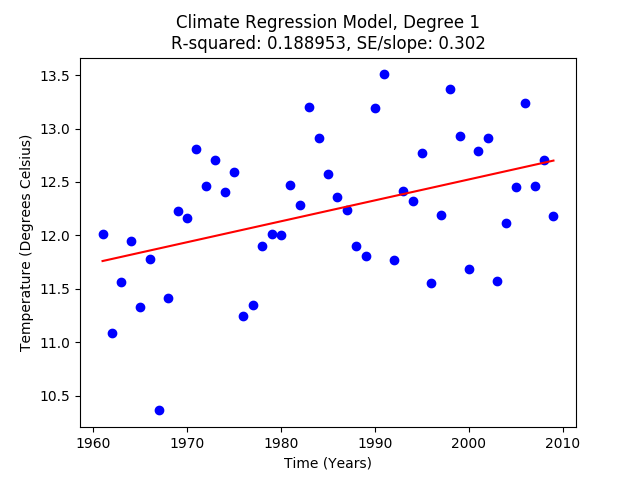 Climate Regression Model, Degree 1
R-squared: 0.188953, SE/slope: 0.302
13.5
13.0
12.5
12.0
11.5
11.0
10.5
Temperature (Degrees Celsius)
1960 1970 1980 1990 2000 2010
Time (Years)